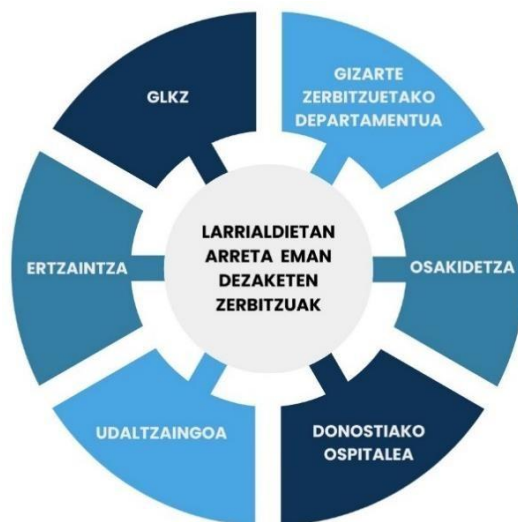 GLKZ
GIZARTE
ZERBITZUETAKO
DEPARTAMENTUA
ERTZAINTZA
LARRIALDIETAN
ARRETA EMAN
DEZAKETEN
ZERBITZUAK
OSAKIDETZA
UDALTZAINGOA
DONOSTIAKO
OSPITALEA